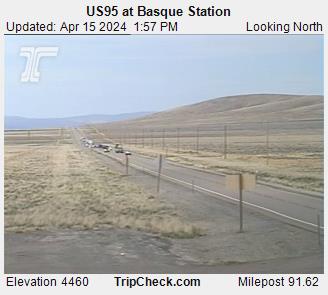 US95 at Basque Station
Updated: Apr 15 2024 1:57 PM Looking North
Elevation 4460 TripCheck.com Milepost 91.62